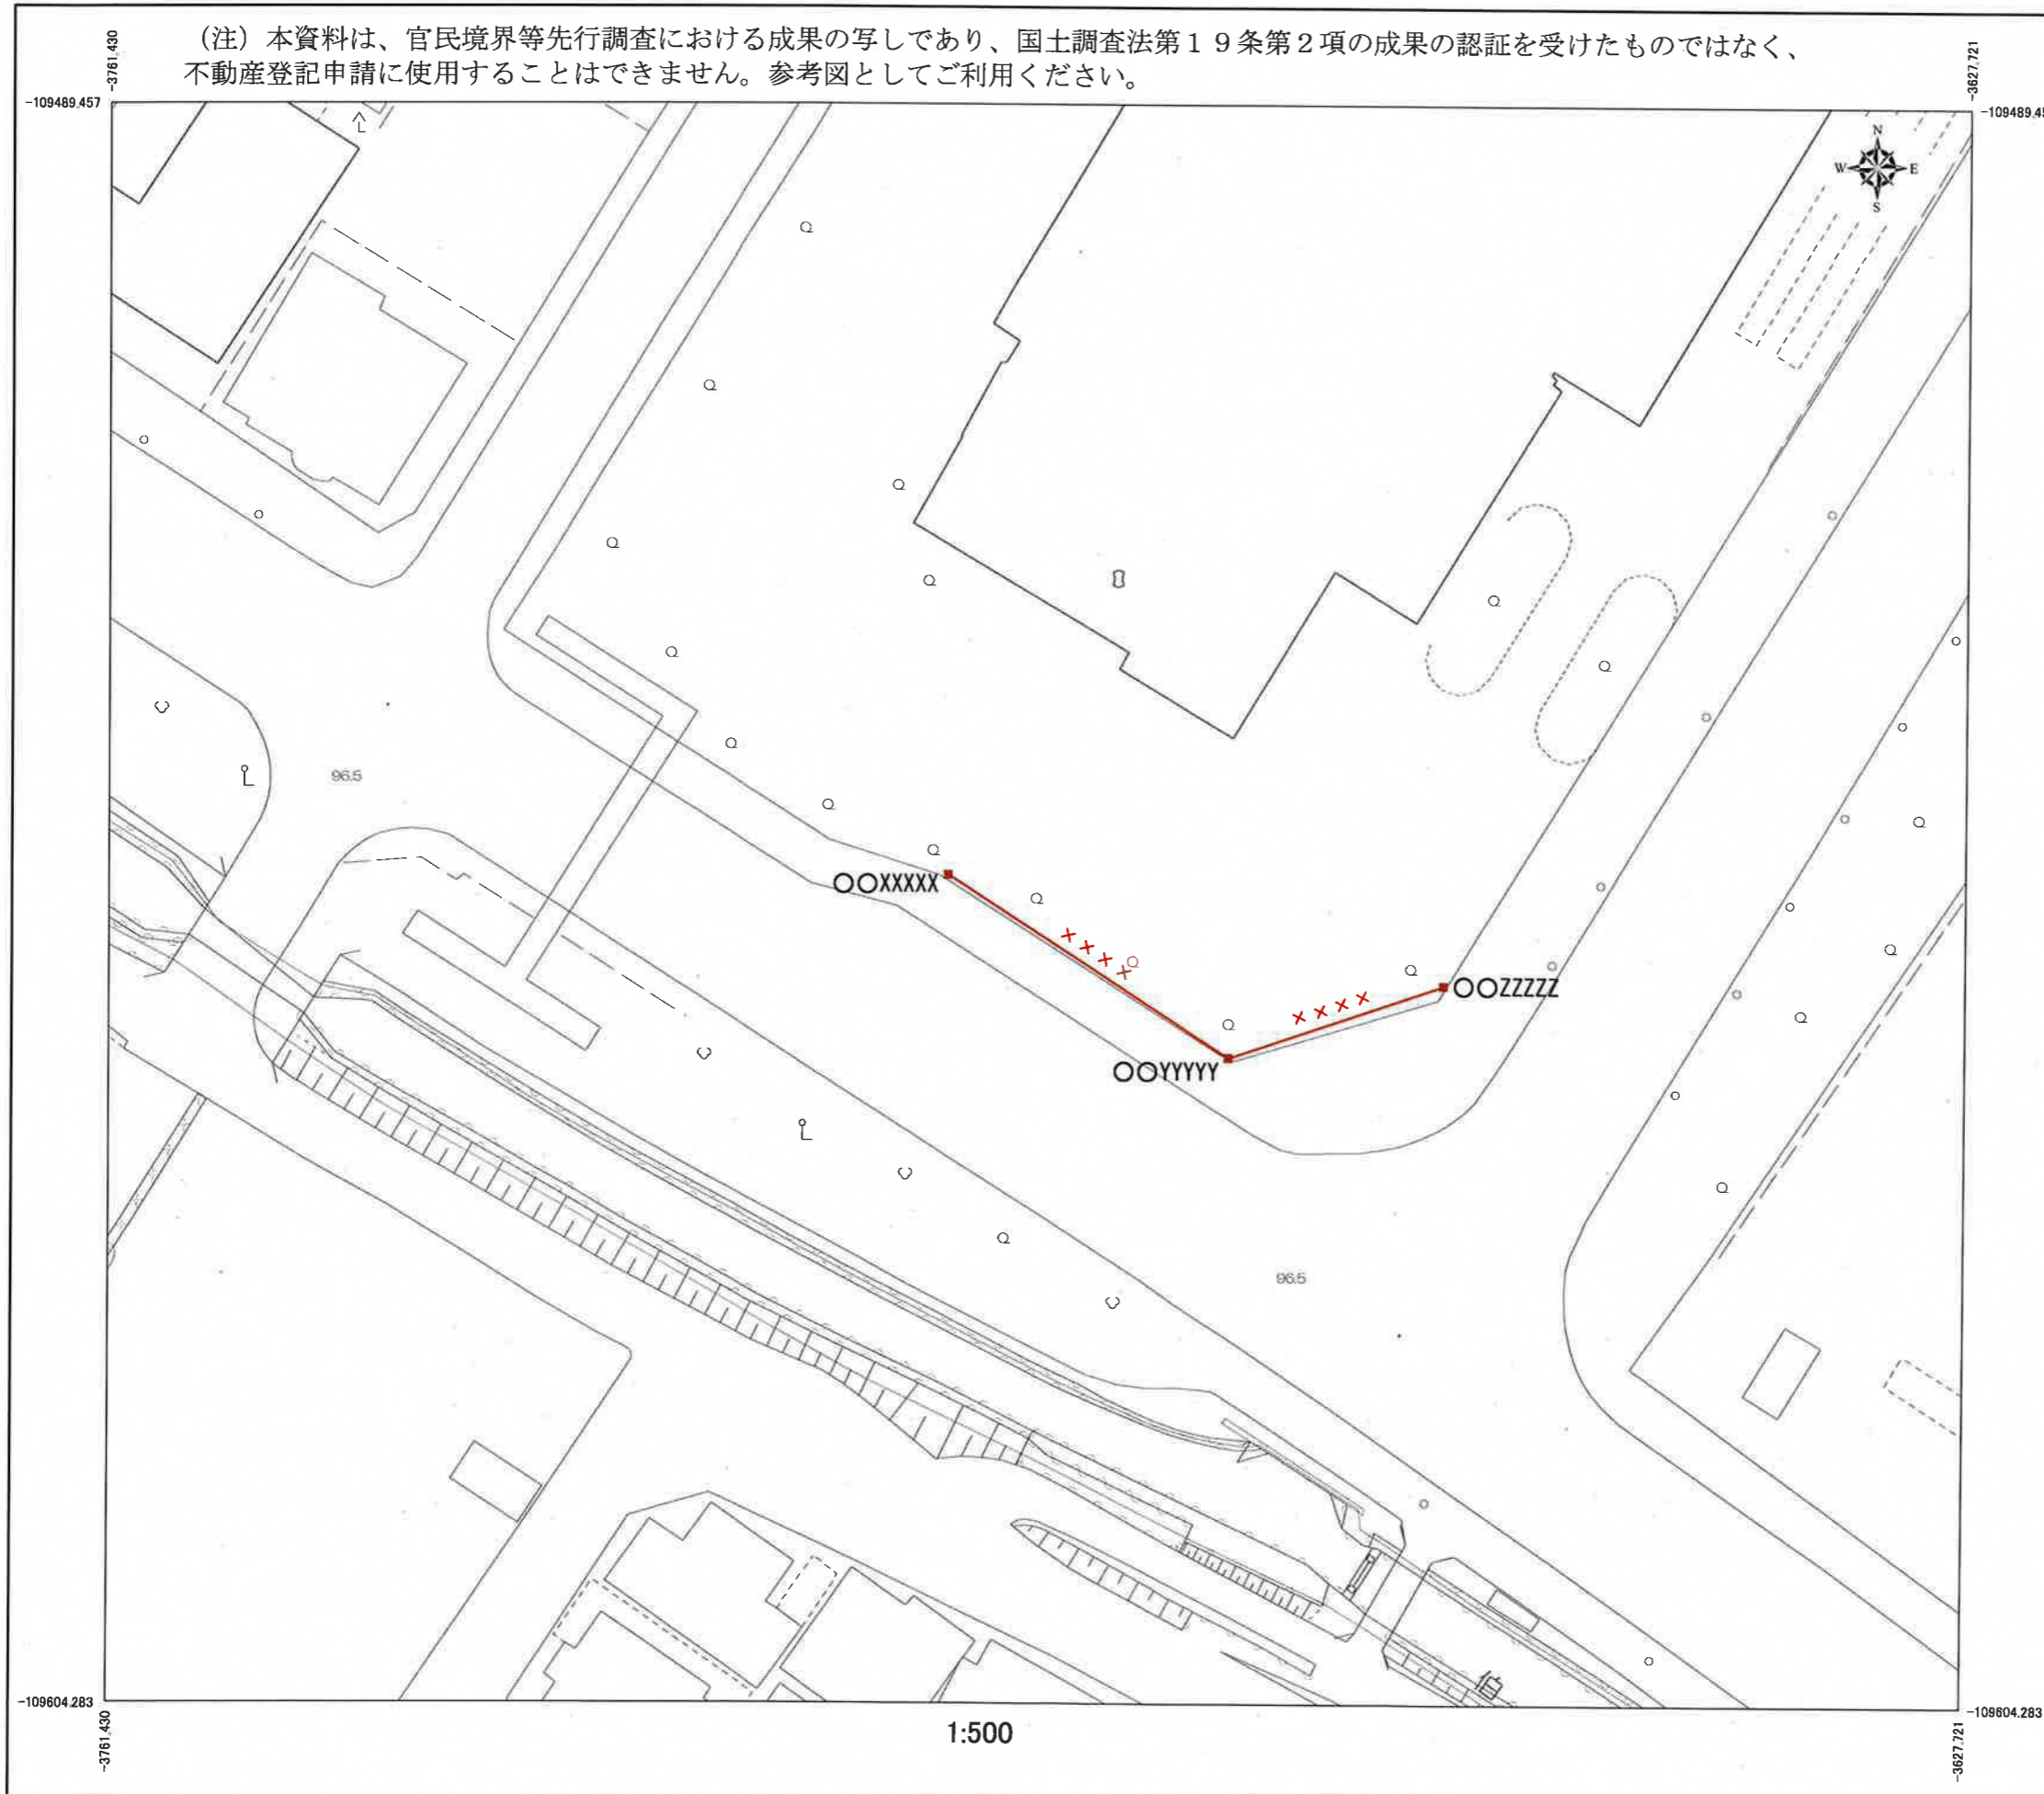 (注)本資料は、官民境界等先行調査における成果の写しであり、国土調査法第19条第2項の成果の認証を受けたものではなく、
不動産登記申請に使用することはできません。参考図としてご利用ください。
-3761.430
-3627.721
-109489.457
-109489.45
N
W
E
S
96.5
〇〇XXXXX
〇〇ZZZZZ
〇〇YYYYY
96.5
伯
-109604.283
-109604.283
-3761.430
-3627.721
1:500